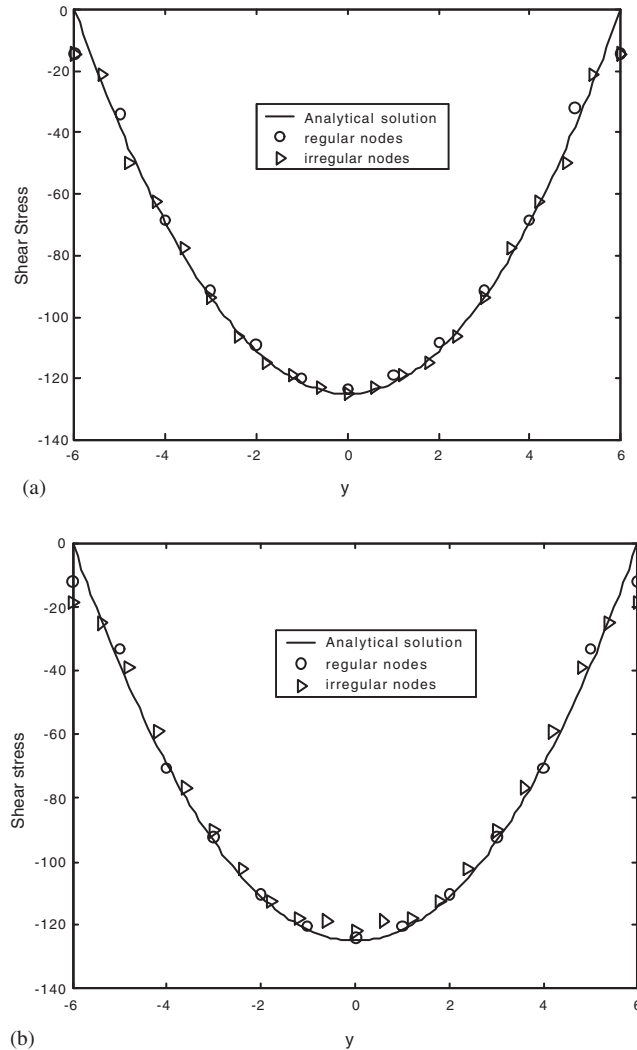 0
-20
-40
-60
-80
-100
-120
-140
Shear Stress
Analytical solution
regular nodes
irregular nodes
-6 -4 -2 0 2 4 6
(a)
y
0
-20
-40
-60
-80
-100
-120
-140
Shear stress
Analytical solution
regular nodes
irregular nodes
-6 -4 -2 0 2 4 6
(b)
y